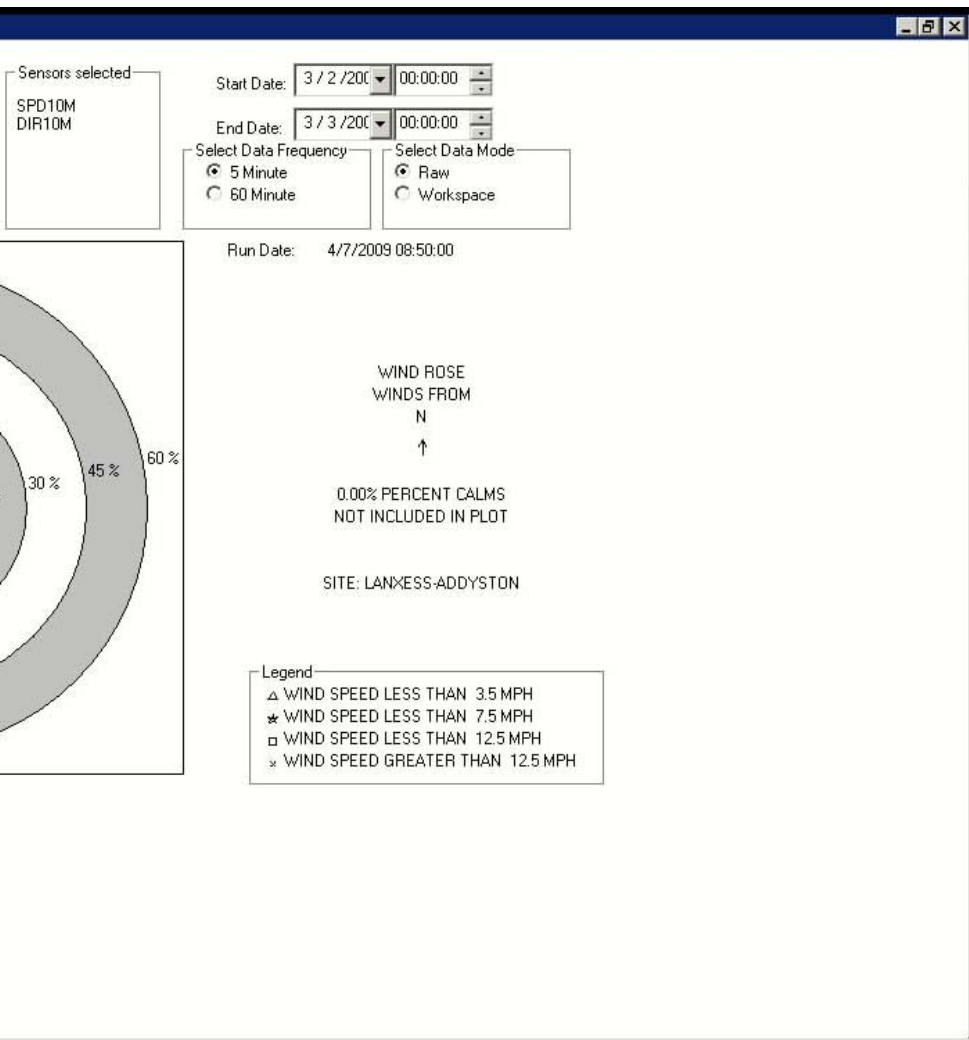 Sensors selected
SPD10M
DIR10M
Start Date: 3 / 2 /200 00:00:00
End Date: 3 / 3 /200 00:00:00
Select Data Frequency
5 Minute
60 Minute
Select Data Mode
Raw
Workspace
Run Date: 4/7/2009 08:50:00
30 %
45 %
60 %
WIND ROSE
WINDS FROM
N
0.00% PERCENT CALMS
NOT INCLUDED IN PLOT
SITE: LANXESS-ADDYSTON
Legend
WIND SPEED LESS THAN 3.5 MPH
WIND SPEED LESS THAN 7.5 MPH
WIND SPEED LESS THAN 12.5 MPH
WIND SPEED GREATER THAN 12.5 MPH